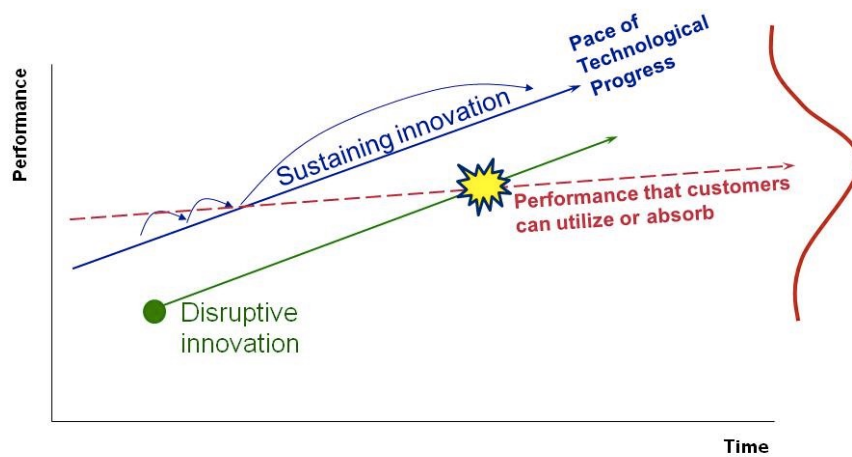 Pace of
Technological
Progress
Performance
Sustaining innovation
Performance that customers
can utilize or absorb
Disruptive
innovation
Time